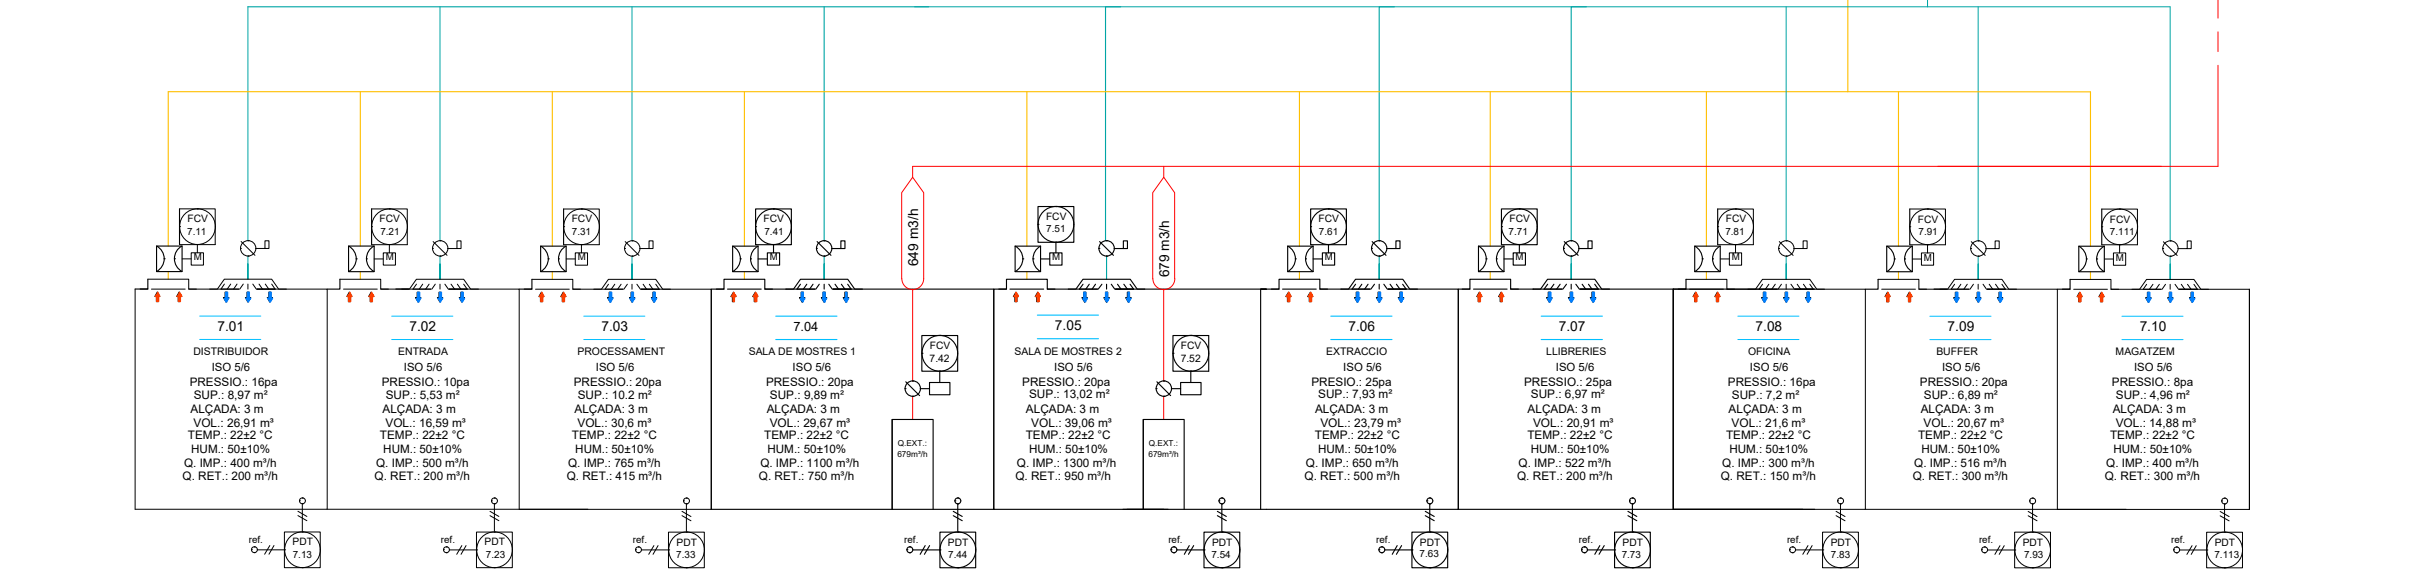 FCV
7.11
M
FCV
7.21
M
FCV
7.31
M
FCV
7.41
M
649 m3/h
FCV
7.51
M
679 m3/h
FCV
7.61
M
FCV
7.71
M
FCV
7.81
M
FCV
7.91
M
FCV
7.111
M
7.01
DISTRIBUIDOR
ISO 5/6
PRESSIO.: 16pa
SUP.: 8,97 m²
ALÇADA: 3 m
VOL.: 26,91 m³
TEMP.: 22±2 °C
HUM.: 50±10%
Q. IMP.: 400 m³/h
Q. RET.: 200 m³/h
7.02
ENTRADA
ISO 5/6
PRESSIO.: 10pa
SUP.: 5,53 m²
ALÇADA: 3 m
VOL.: 16,59 m³
TEMP.: 22±2 °C
HUM.: 50±10%
Q. IMP.: 500 m³/h
Q. RET.: 200 m³/h
7.03
PROCESSAMENT
ISO 5/6
PRESSIO.: 20pa
SUP.: 10.2 m²
ALÇADA: 3 m
VOL.: 30,6 m³
TEMP.: 22±2 °C
HUM.: 50±10%
Q. IMP.: 765 m³/h
Q. RET.: 415 m³/h
7.04
SALA DE MOSTRES 1
ISO 5/6
PRESSIO.: 20pa
SUP.: 9,89 m²
ALÇADA: 3 m
VOL.: 29,67 m³
TEMP.: 22±2 °C
HUM.: 50±10%
Q. IMP.: 1100 m³/h
Q. RET.: 750 m³/h
FCV
7.42
Q.EXT.:
679m³/h
7.05
SALA DE MOSTRES 2
ISO 5/6
PRESSIO.: 20pa
SUP.: 13,02 m²
ALÇADA: 3 m
VOL.: 39,06 m³
TEMP.: 22±2 °C
HUM.: 50±10%
Q. IMP.: 1300 m³/h
Q. RET.: 950 m³/h
FCV
7.52
Q.EXT.:
679m³/h
7.06
EXTRACCIO
ISO 5/6
PRESIO.: 25pa
SUP.: 7,93 m²
ALÇADA: 3 m
VOL.: 23,79 m³
TEMP.: 22±2 °C
HUM.: 50±10%
Q. IMP.: 650 m³/h
Q. RET.: 500 m³/h
7.07
LLIBRERIES
ISO 5/6
PRESIO.: 25pa
SUP.: 6,97 m²
ALÇADA: 3 m
VOL.: 20,91 m³
TEMP.: 22±2 °C
HUM.: 50±10%
Q. IMP.: 522 m³/h
Q. RET.: 200 m³/h
7.08
OFICINA
ISO 5/6
PRESSIO.: 16pa
SUP.: 7,2 m²
ALÇADA: 3 m
VOL.: 21,6 m³
TEMP.: 22±2 °C
HUM.: 50±10%
Q. IMP.: 300 m³/h
Q. RET.: 150 m³/h
7.09
BUFFER
ISO 5/6
PRESSIO.: 20pa
SUP.: 6,89 m²
ALÇADA: 3 m
VOL.: 20,67 m³
TEMP.: 22±2 °C
HUM.: 50±10%
Q. IMP.: 516 m³/h
Q. RET.: 300 m³/h
7.10
MAGATZEM
ISO 5/6
PRESSIO.: 8pa
SUP.: 4,96 m²
ALÇADA: 3 m
VOL.: 14,88 m³
TEMP.: 22±2 °C
HUM.: 50±10%
Q. IMP.: 400 m³/h
Q. RET.: 300 m³/h
ref.
PDT
7.13
ref.
PDT
7.23
ref.
PDT
7.33
ref.
PDT
7.44
ref.
PDT
7.54
ref.
PDT
7.63
ref.
PDT
7.73
ref.
PDT
7.83
ref.
PDT
7.93
ref.
PDT
7.113